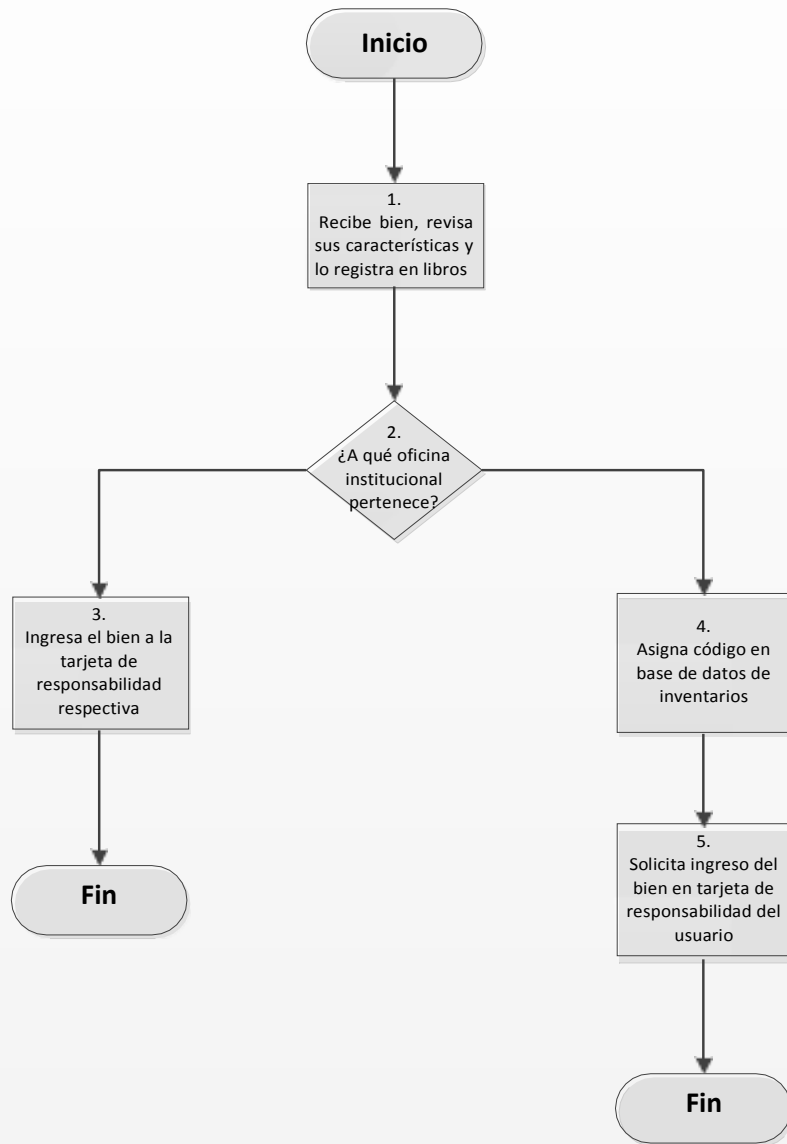 Inicio
1.
Recibe bien, revisa
sus características y
lo registra en libros
2.
¿A qué oficina
institucional
pertenece?
3.
Ingresa el bien a la
tarjeta de
responsabilidad
respectiva
4.
Asigna código en
base de datos de
inventarios
5.
Solicita ingreso del
bien en tarjeta de
responsabilidad del
usuario
Fin
Fin